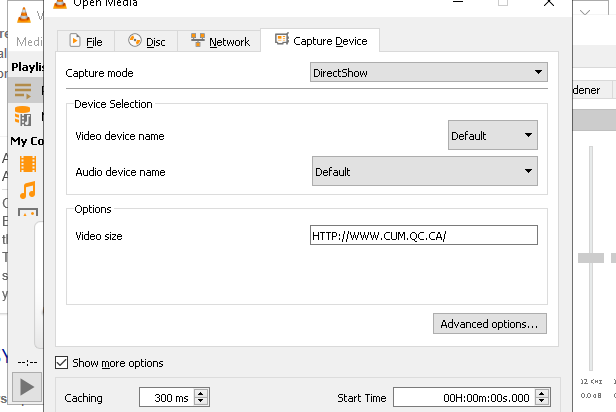 Open Media
File Disc Network Capture Device
Capture mode DirectShow
Device Selection
Video device name Default
Audio device name Default
Options
Video size HTTP://WWW.CUM.QC.CA/
Advanced options...
Show more options
Caching 300 ms Start Time 00H:00m:00s.000
Medi
Playlis
My Co
--:--
dener
12 KHz
0.0 dB